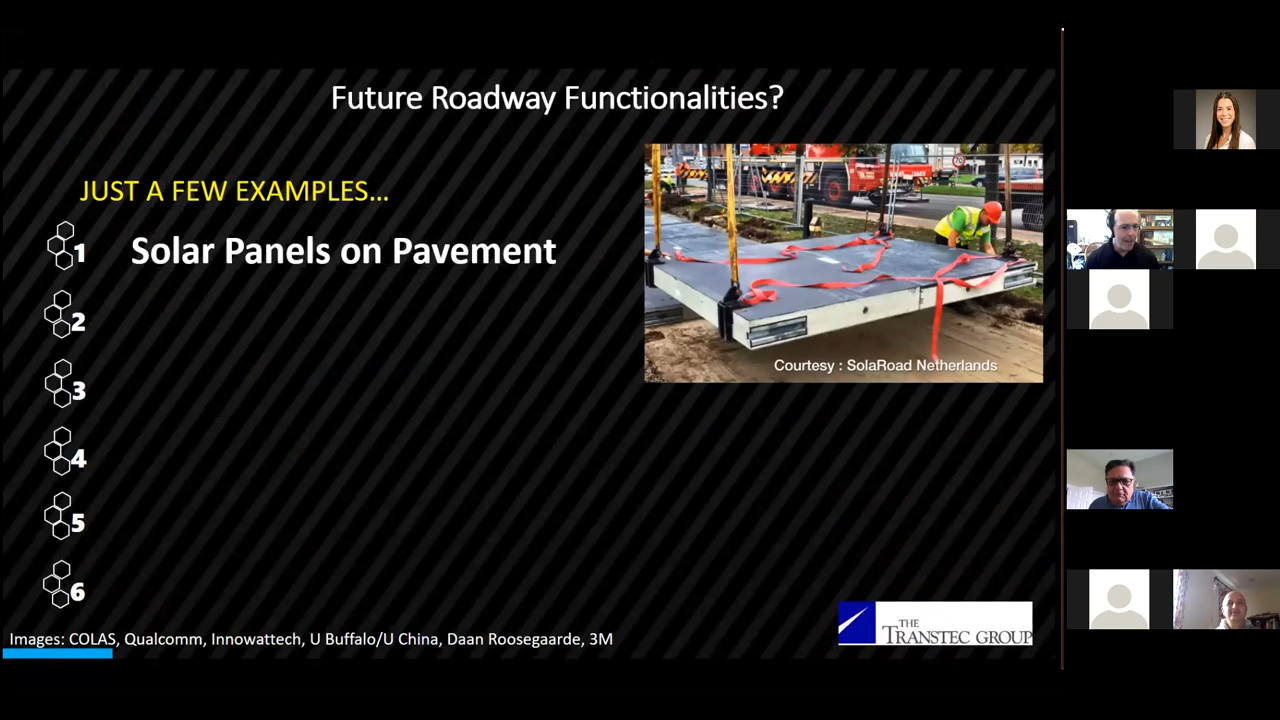 Future Roadway Functionalities?
JUST A FEW EXAMPLES...
1 Solar Panels on Pavement
2
3
4
5
6
Courtesy : SolaRoad Netherlands
Images: COLAS, Qualcomm, Innowattech, U Buffalo/U China, Daan Roosegaarde, 3M
THE
TRANSTEC GROUP